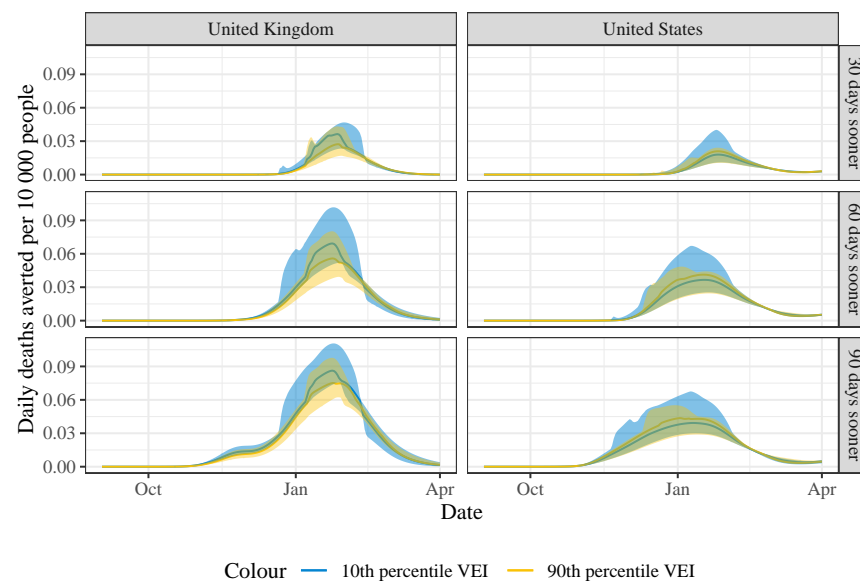 United Kingdom
United States
Daily deaths averted per 10 000 people
0.09
0.06
0.03
0.00
30 days sooner
0.09
0.06
0.03
0.00
60 days sooner
0.09
0.06
0.03
0.00
90 days sooner
Oct
Jan
Apr
Oct
Jan
Apr
Date
Colour
10th percentile VEI
90th percentile VEI